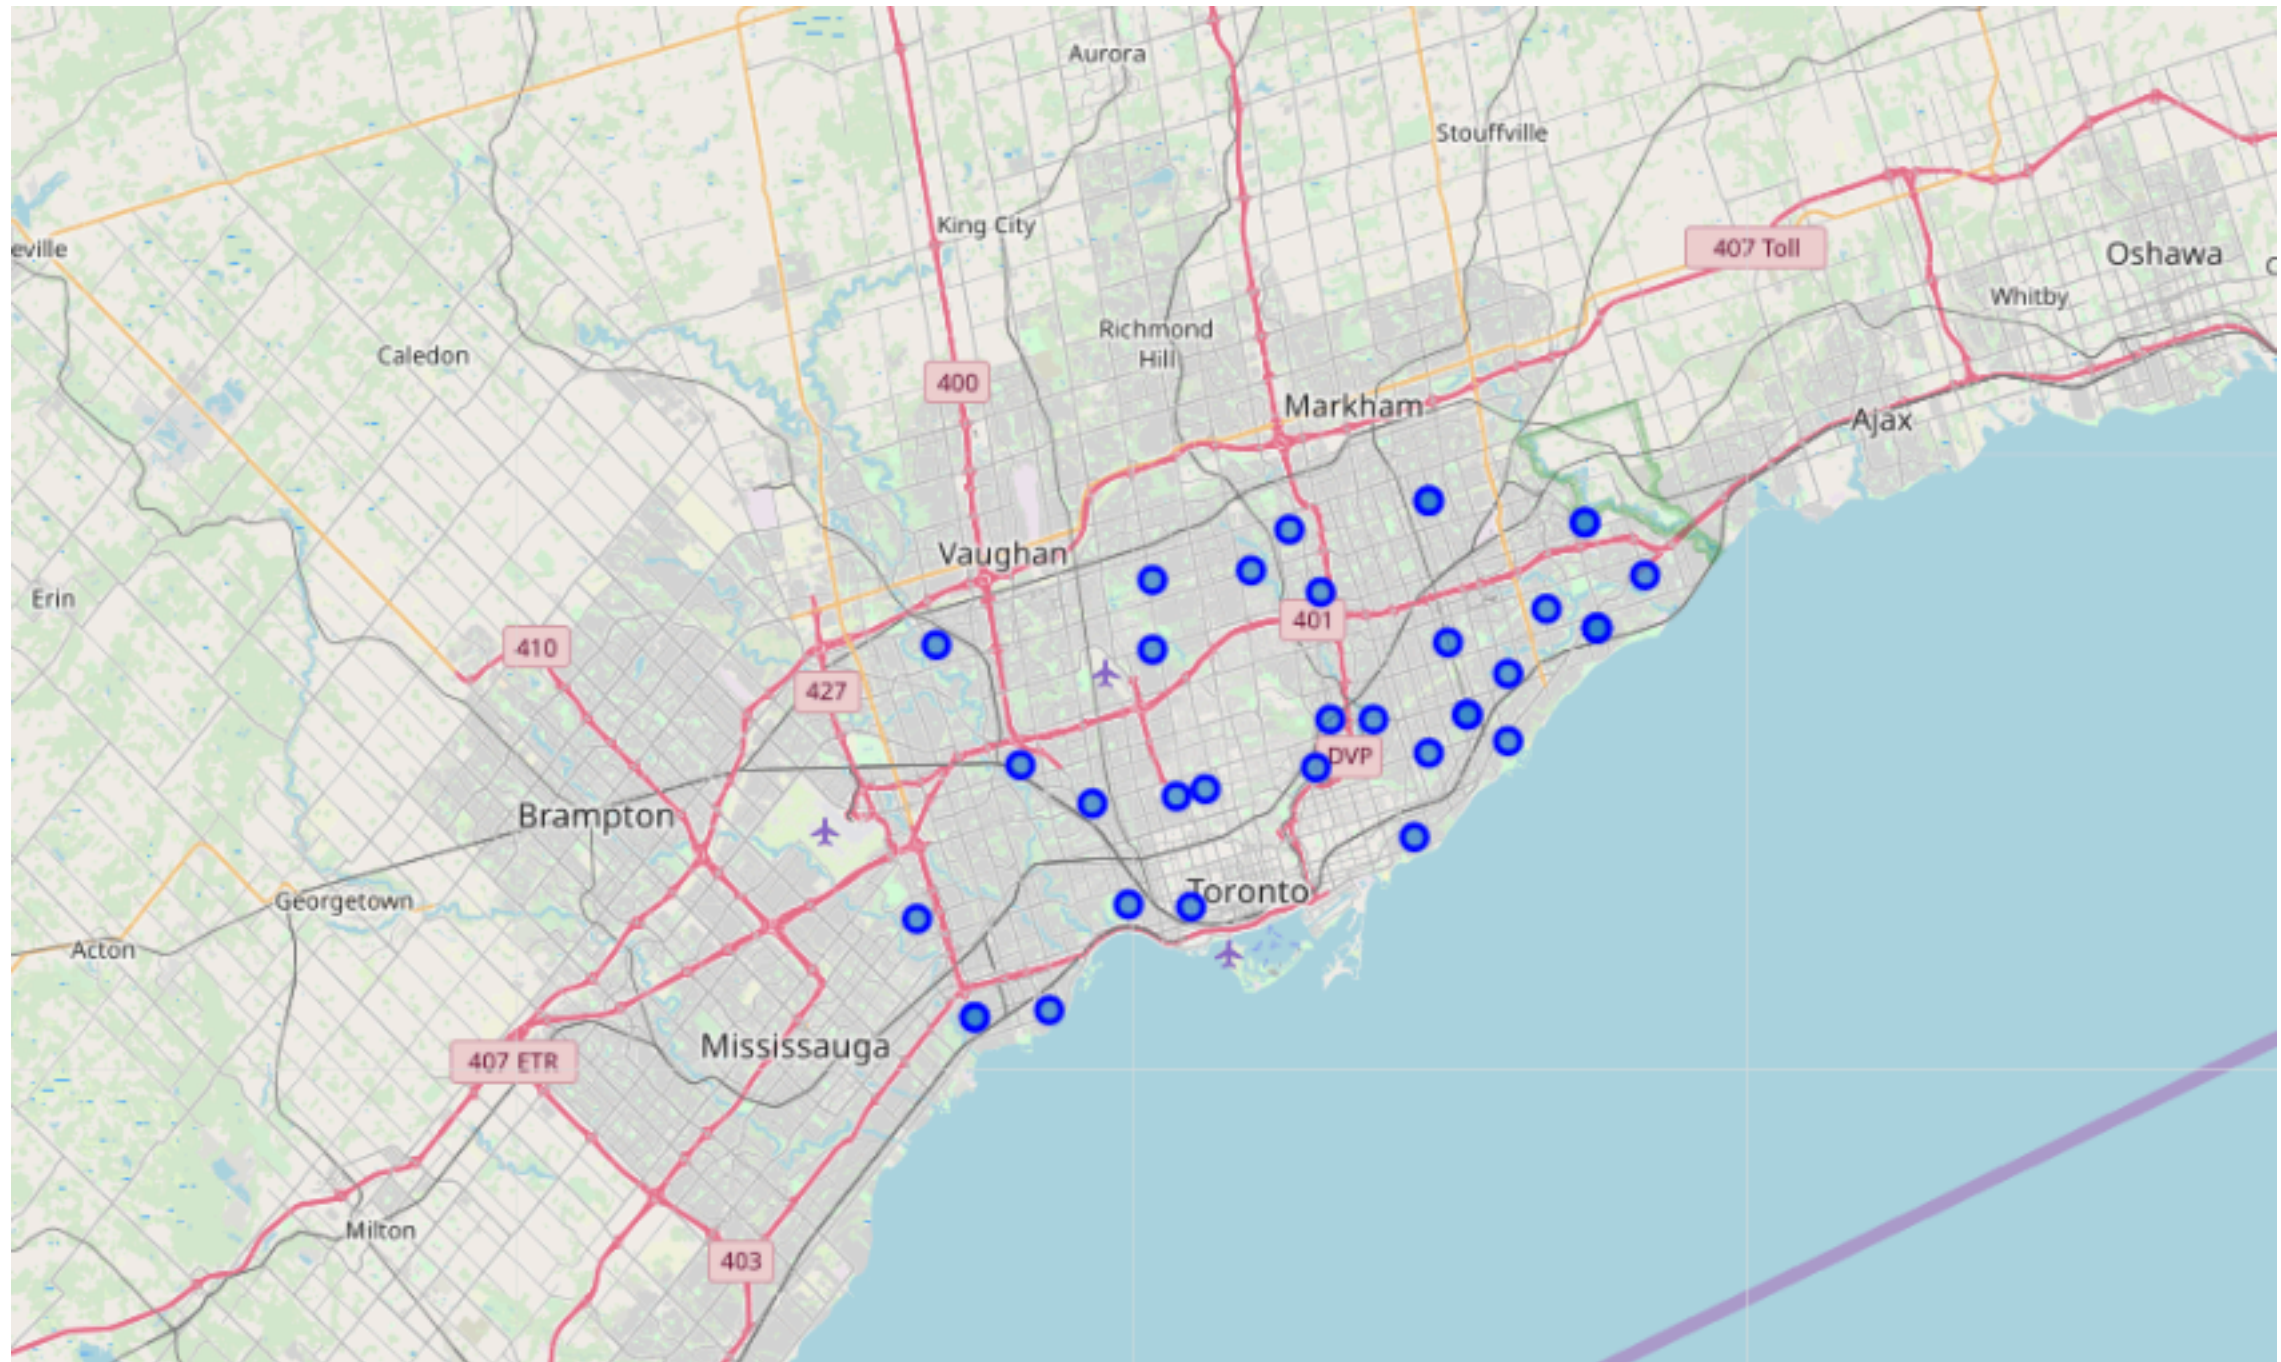 Aurora
Stouffville
King City
407 Toll
eville
Oshawa
Whitby
Richmond
Hill
Caledon
400
Markham
Ajax
Vaughan
Erin
401
410
427
DVP
Brampton
Toronto
Georgetown
Acton
Mississauga
407 ETR
Milton
403